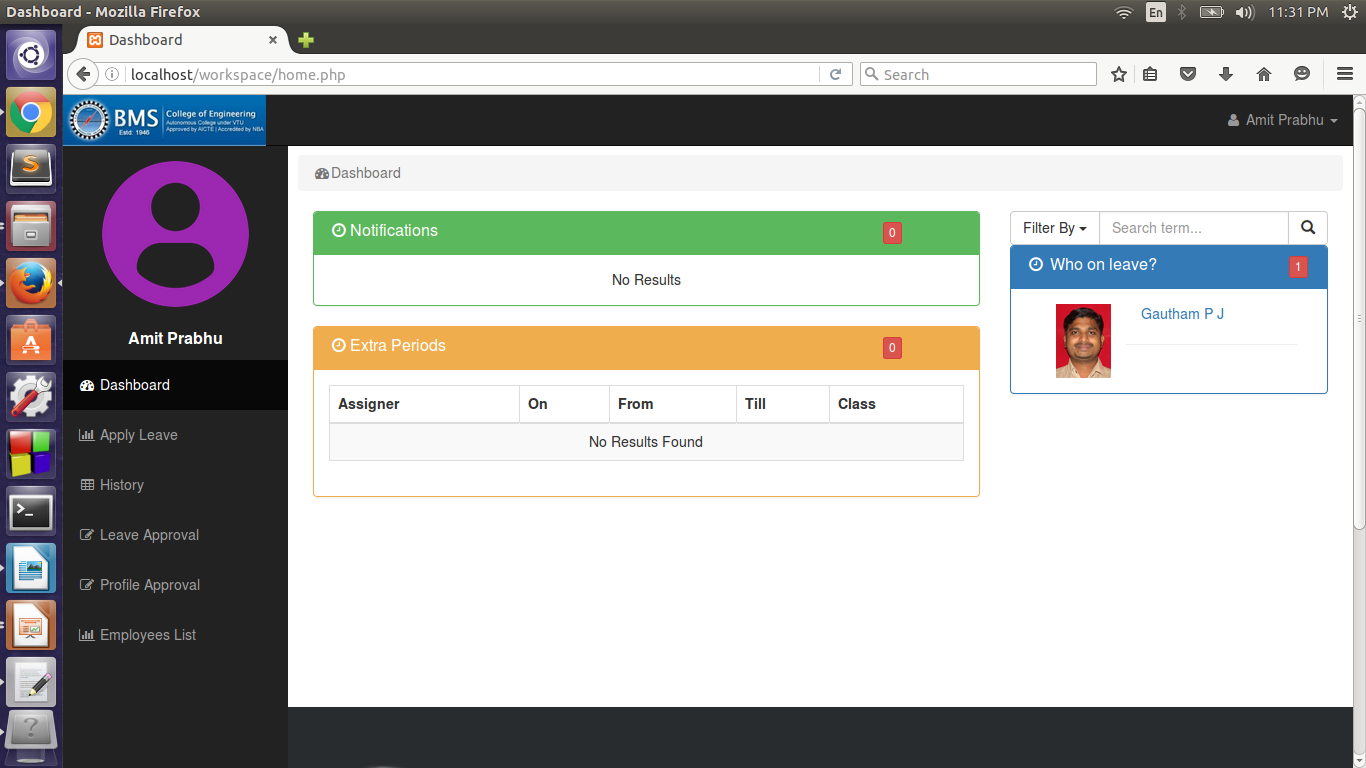 Dashboard - Mozilla Firefox
En
11:31 PM
Dashboard
localhost/workspace/home.php
Search
BMS
Estd: 1946
College of Engineering
Autonomous College under VTU
Approved by AICTE | Accredited by NBA
Amit Prabhu
Amit Prabhu
Dashboard
Apply Leave
History
Leave Approval
Profile Approval
Employees List
Dashboard
Notifications 0
No Results
Extra Periods 0
Assigner On From Till Class
No Results Found
Filter By Search term...
Who on leave? 1
Gautham P J